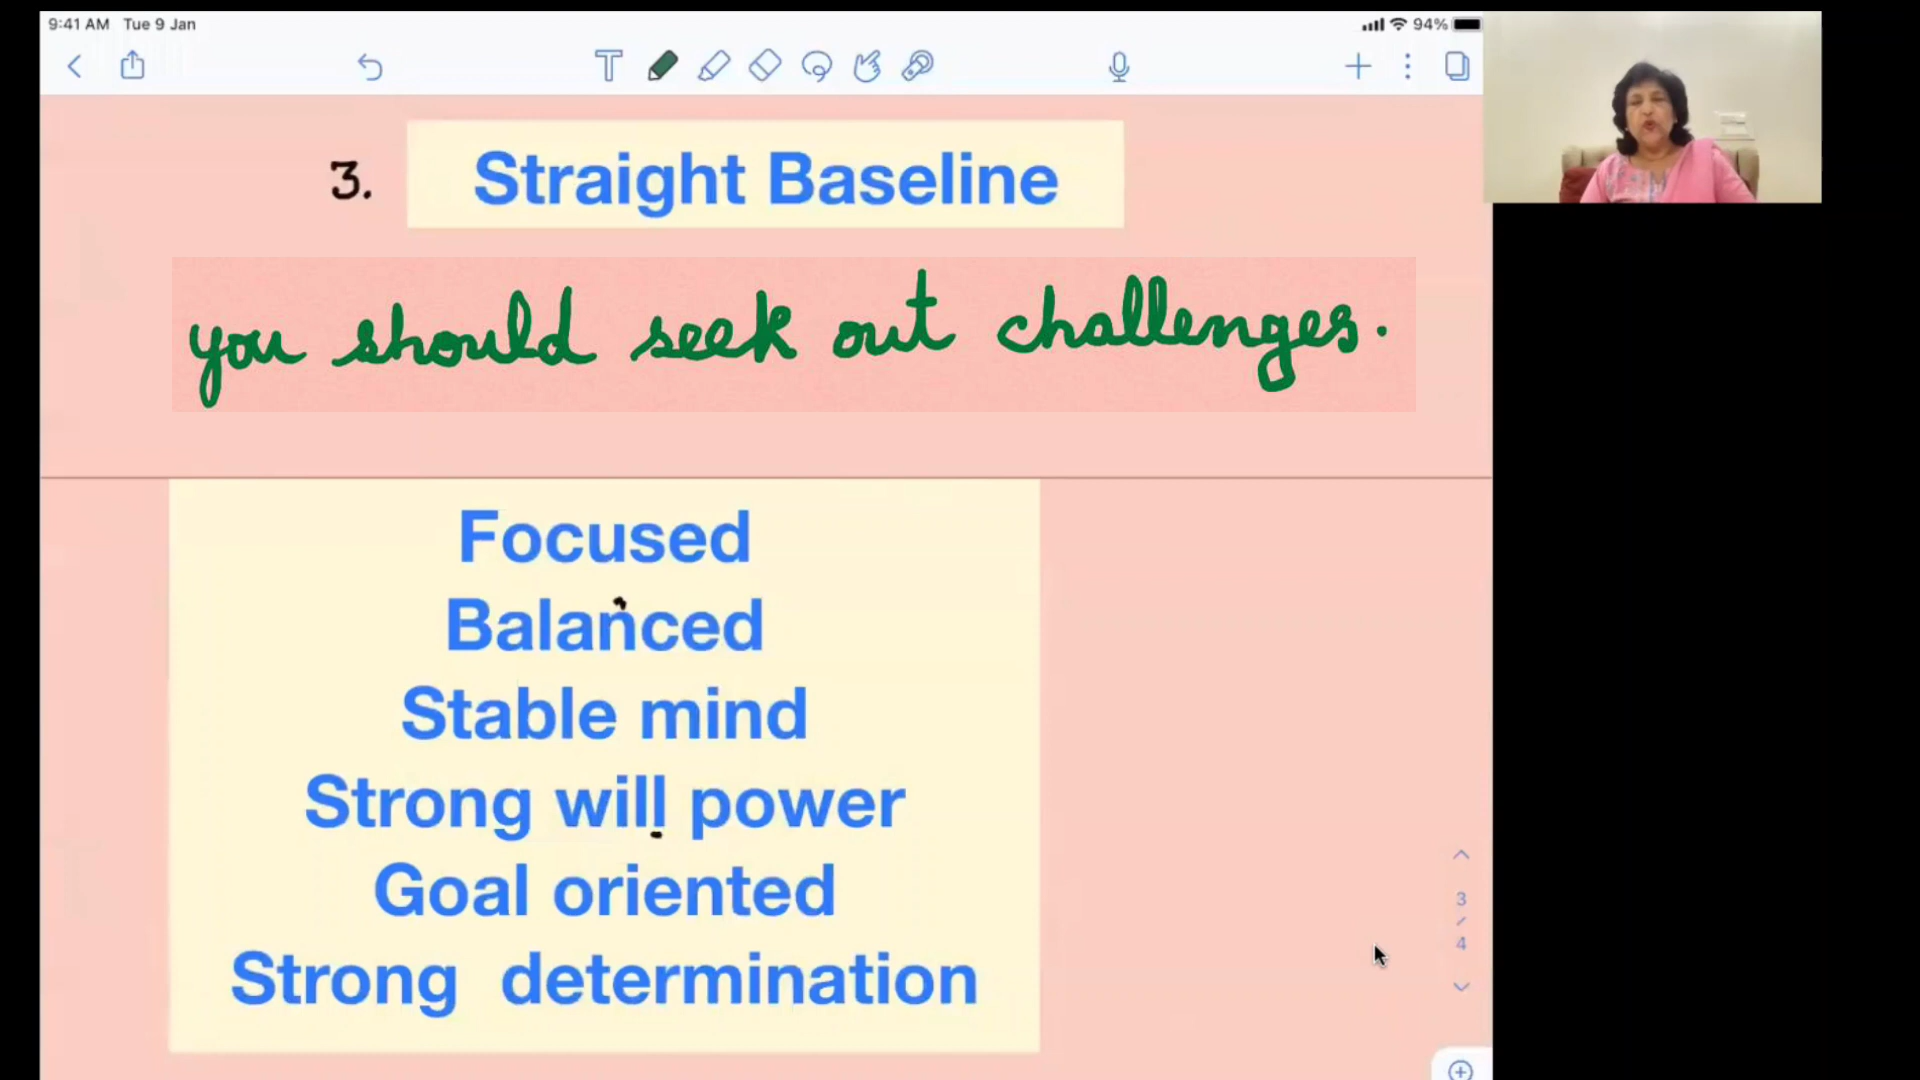 9:41 AM Tue 9 Jan 94%
3. Straight Baseline
you should seek out challenges.
Focused
Balanced
Stable mind
Strong will power
Goal oriented
Strong determination
3
/
4